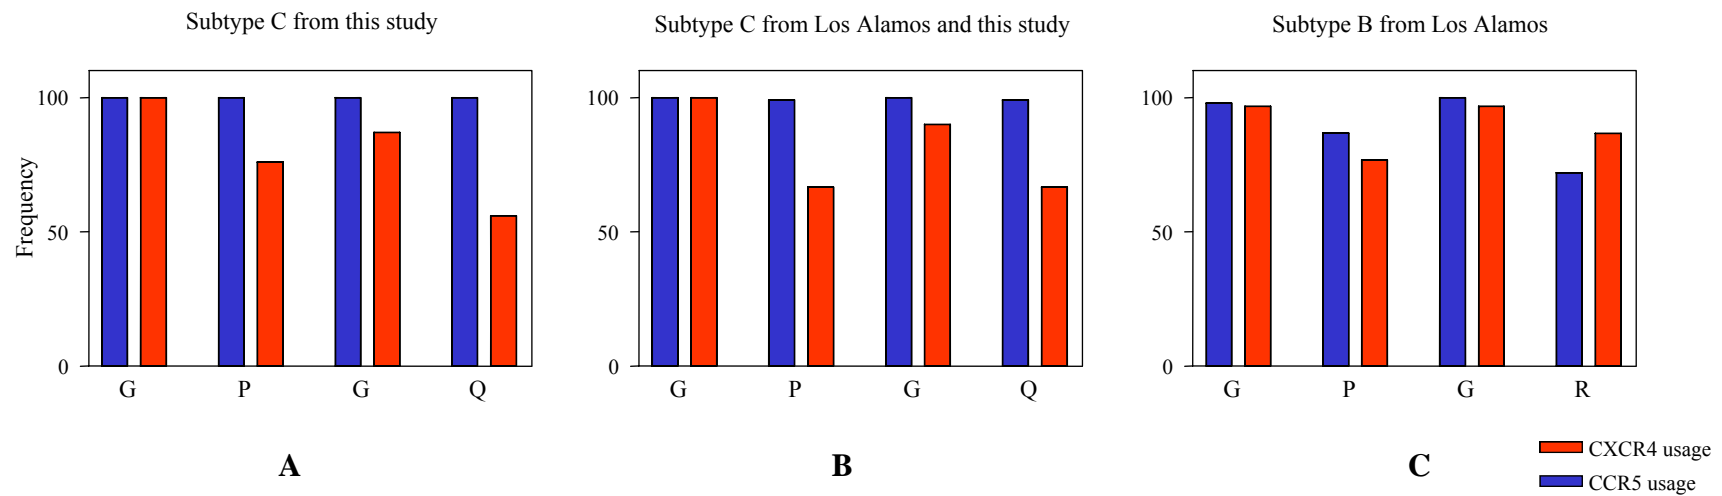 Subtype C from this study
Subtype C from Los Alamos and this study
Subtype B from Los Alamos
Frequency
100
50
0
G P G Q
A
100
50
0
G P G Q
B
100
50
0
G P G R
C
CXCR4 usage
CCR5 usage